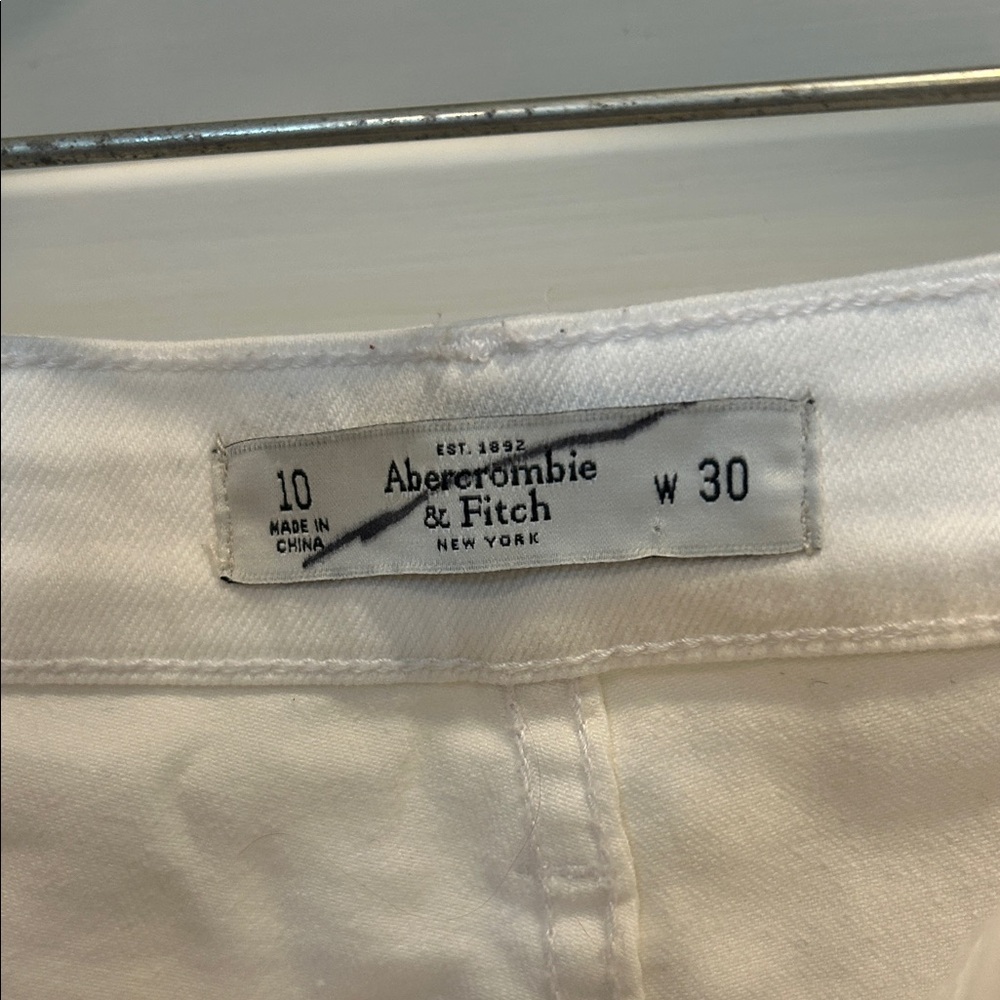 10
MADE IN
CHINA
EST. 1892
Abercrombie
& Fitch
NEW YORK
W 30